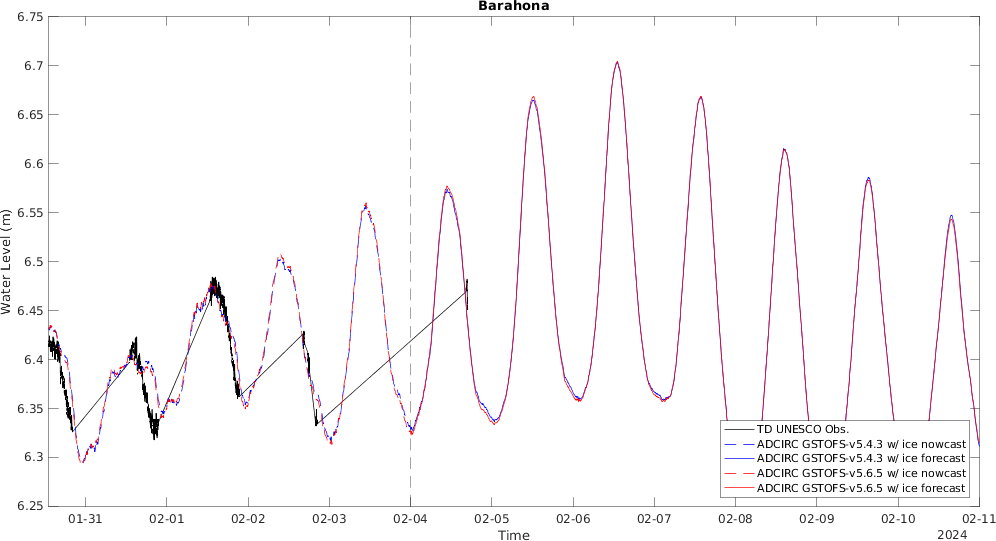 Barahona
6.75
6.7
6.65
6.6
6.55
6.5
6.45
6.4
6.35
6.3
6.25
Water Level (m)
TD UNESCO Obs.
ADCIRC GSTOFS-v5.4.3 w/ ice nowcast
ADCIRC GSTOFS-v5.4.3 w/ ice forecast
ADCIRC GSTOFS-v5.6.5 w/ ice nowcast
ADCIRC GSTOFS-v5.6.5 w/ ice forecast
01-31 02-01 02-02 02-03 02-04 02-05 02-06 02-07 02-08 02-09 02-10 02-11
Time
2024